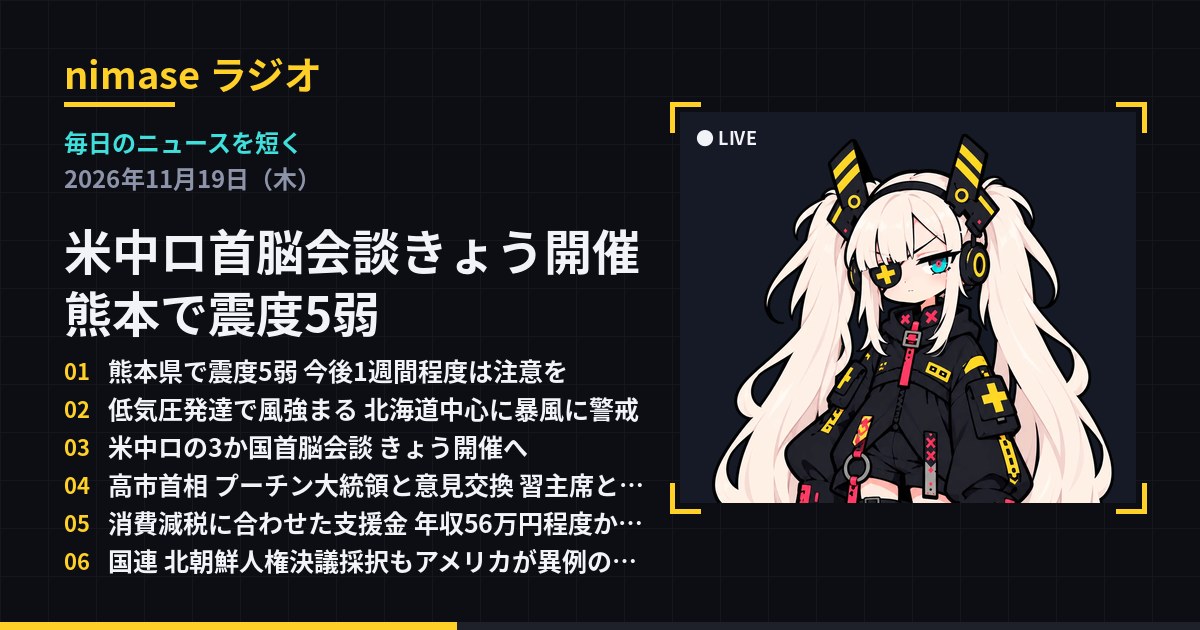 nimase ラジオ
毎日のニュースを短く
2026年11月19日（木）
米中ロ首脳会談きょう開催
熊本で震度5弱
01 熊本県で震度5弱 今後1週間程度は注意を
02 低気圧発達で風強まる 北海道中心に暴風に警戒
03 米中ロの3か国首脳会談 きょう開催へ
04 高市首相 プーチン大統領と意見交換 習主席と…
05 消費減税に合わせた支援金 年収56万円程度か…
06 国連 北朝鮮人権決議採択もアメリカが異例の…
LIVE